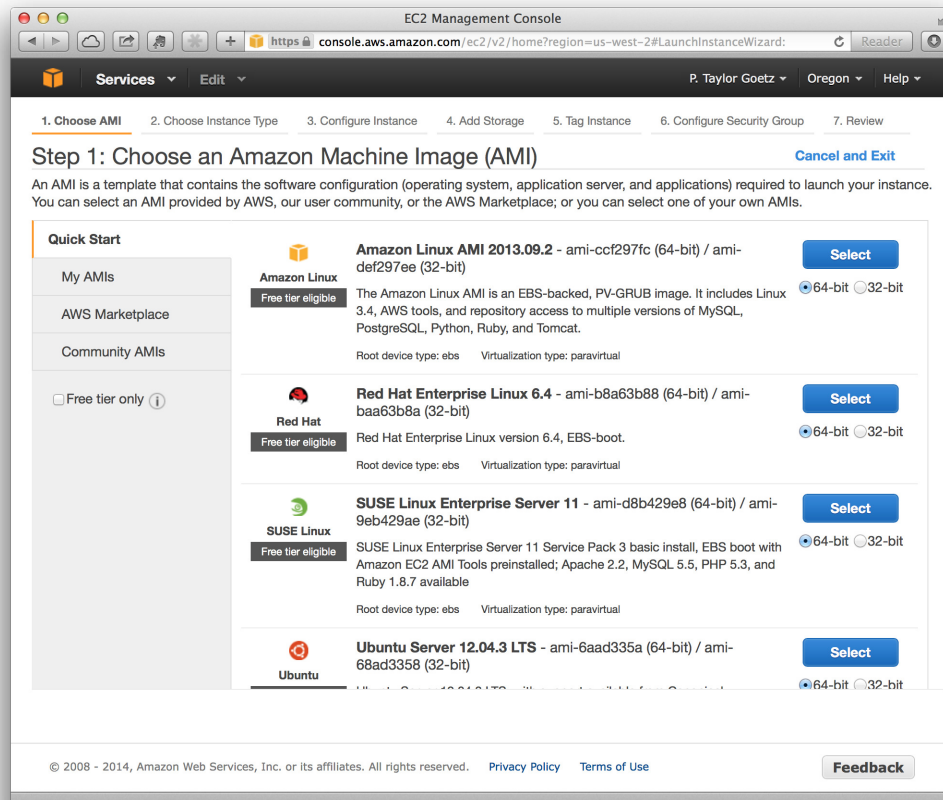 EC2 Management Console
https console.aws.amazon.com/ec2/v2/home?region=us-west-2#LaunchInstanceWizard:
Reader
Services Edit P. Taylor Goetz Oregon Help
1. Choose AMI 2. Choose Instance Type 3. Configure Instance 4. Add Storage 5. Tag Instance 6. Configure Security Group 7. Review
Step 1: Choose an Amazon Machine Image (AMI)
Cancel and Exit
An AMI is a template that contains the software configuration (operating system, application server, and applications) required to launch your instance.
You can select an AMI provided by AWS, our user community, or the AWS Marketplace; or you can select one of your own AMIs.
Quick Start
My AMIs
AWS Marketplace
Community AMIs
Free tier only i
Amazon Linux
Free tier eligible
Amazon Linux AMI 2013.09.2 - ami-ccf297fc (64-bit) / ami-
def297ee (32-bit)
The Amazon Linux AMI is an EBS-backed, PV-GRUB image. It includes Linux
3.4, AWS tools, and repository access to multiple versions of MySQL,
PostgreSQL, Python, Ruby, and Tomcat.
Root device type: ebs Virtualization type: paravirtual
Select
64-bit 32-bit
Red Hat
Free tier eligible
Red Hat Enterprise Linux 6.4 - ami-b8a63b88 (64-bit) / ami-
baa63b8a (32-bit)
Red Hat Enterprise Linux version 6.4, EBS-boot.
Root device type: ebs Virtualization type: paravirtual
Select
64-bit 32-bit
SUSE Linux
Free tier eligible
SUSE Linux Enterprise Server 11 - ami-d8b429e8 (64-bit) / ami-
9eb429ae (32-bit)
SUSE Linux Enterprise Server 11 Service Pack 3 basic install, EBS boot with
Amazon EC2 AMI Tools preinstalled; Apache 2.2, MySQL 5.5, PHP 5.3, and
Ruby 1.8.7 available
Root device type: ebs Virtualization type: paravirtual
Select
64-bit 32-bit
Ubuntu
Ubuntu Server 12.04.3 LTS - ami-6aad335a (64-bit) / ami-
68ad3358 (32-bit)
Select
64-bit 32-bit
© 2008 - 2014, Amazon Web Services, Inc. or its affiliates. All rights reserved. Privacy Policy Terms of Use
Feedback